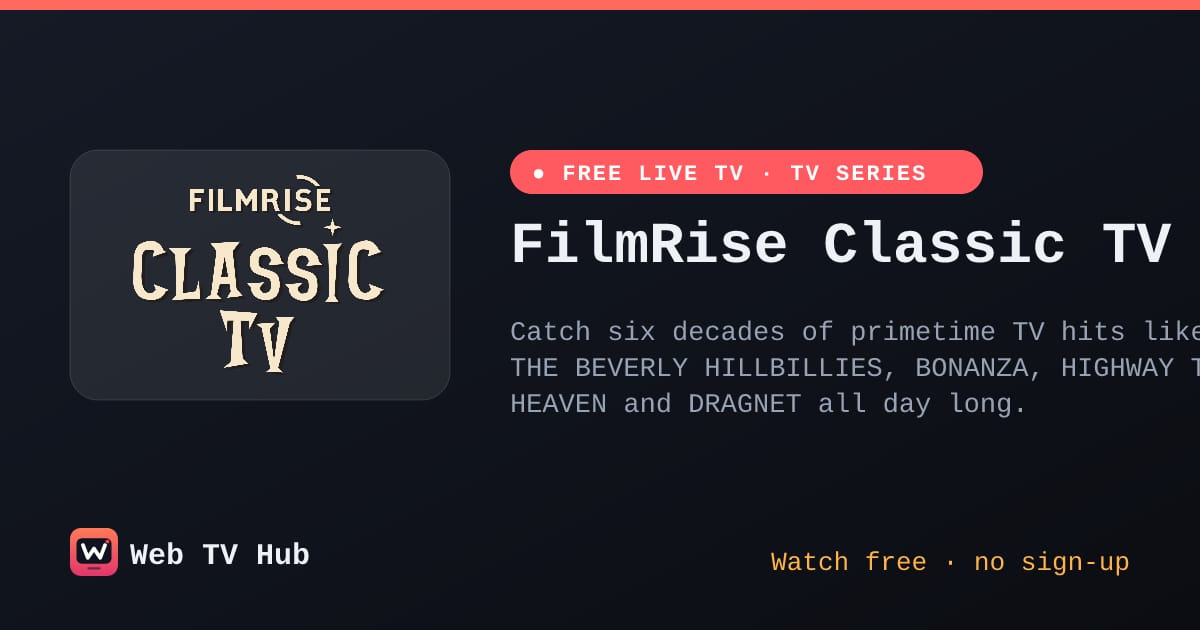 FILMRISE
CLASSIC
TV
● FREE LIVE TV · TV SERIES
FilmRise Classic TV
Catch six decades of primetime TV hits like
THE BEVERLY HILLBILLIES, BONANZA, HIGHWAY T
HEAVEN and DRAGNET all day long.
W
Web TV Hub
Watch free · no sign-up